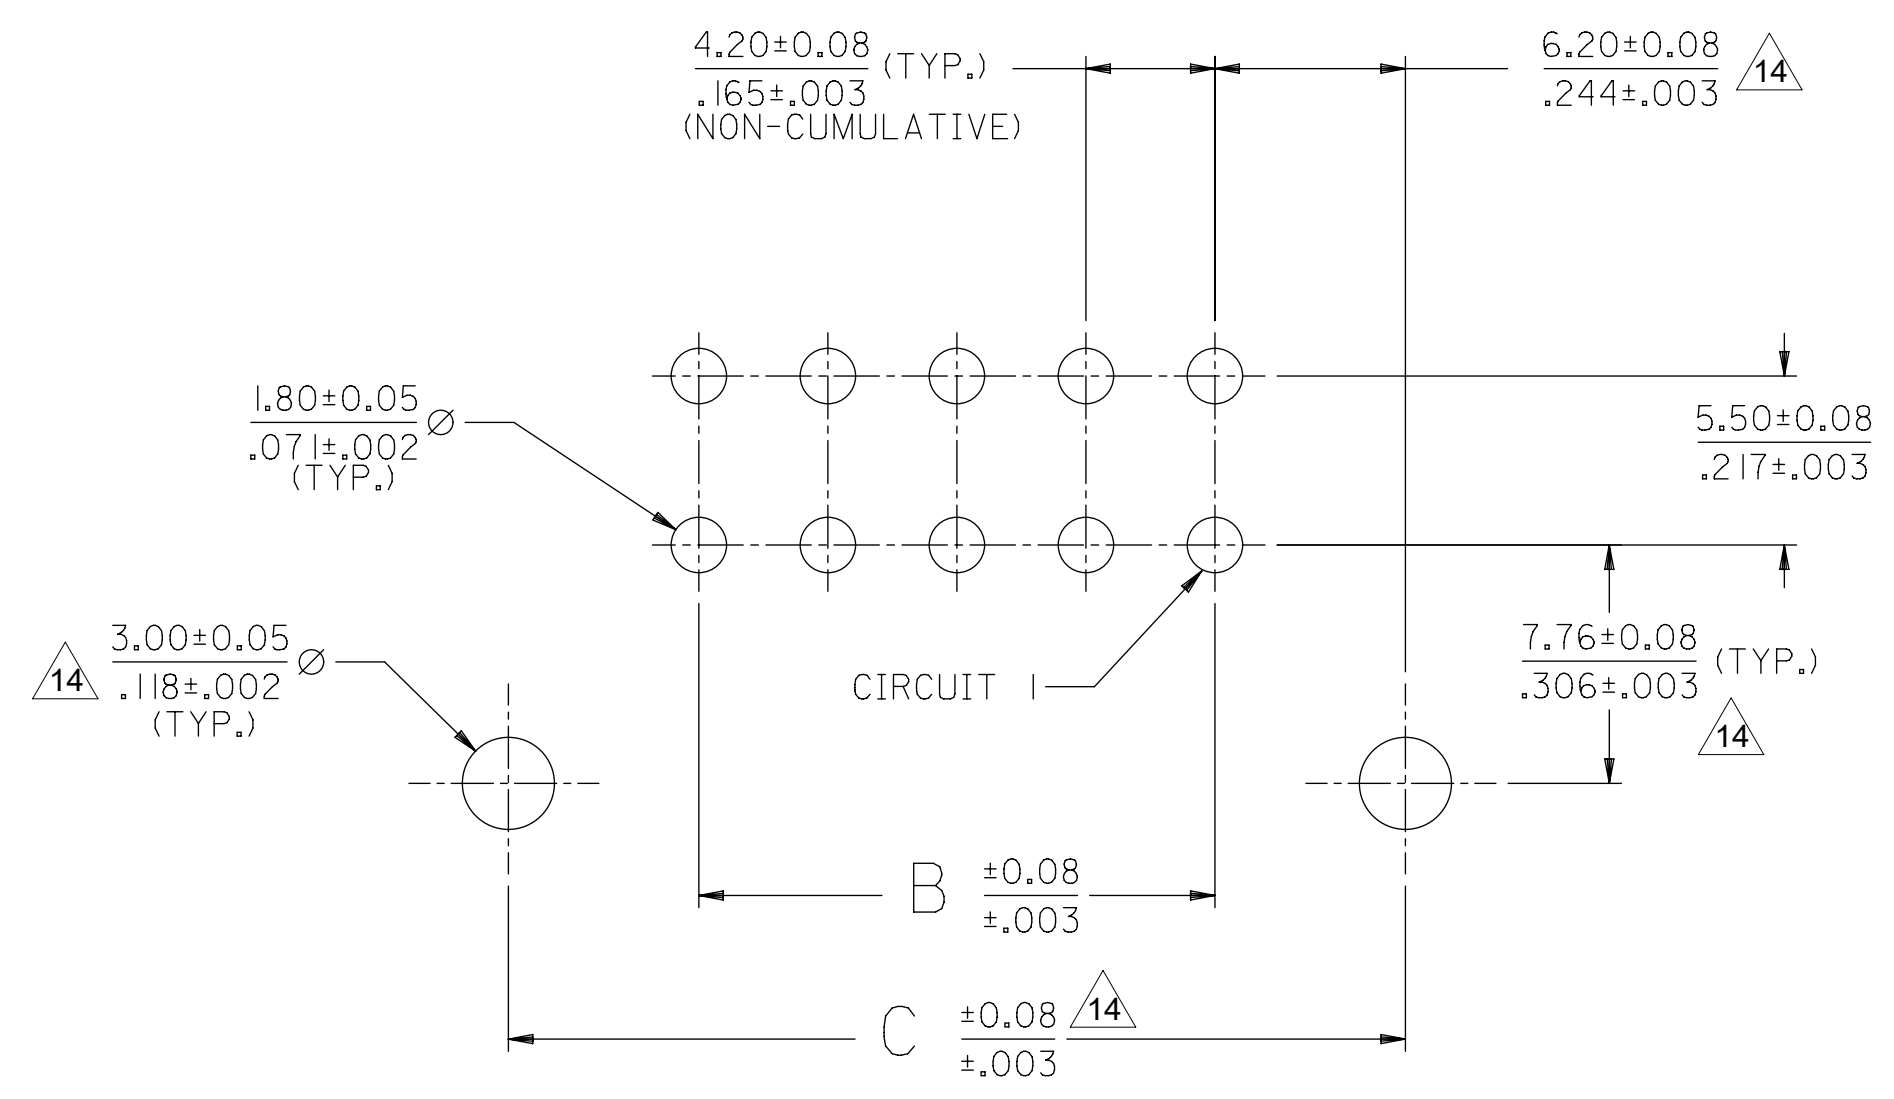 4.20±0.08
.165±.003
(TYP.)
(NON-CUMULATIVE)
6.20±0.08
.244±.003
14
1.80±0.05
.071±.002
⌀
(TYP.)
5.50±0.08
.217±.003
14
3.00±0.05
.118±.002
⌀
(TYP.)
CIRCUIT 1
7.76±0.08
.306±.003
(TYP.)
14
B ±0.08
±.003
C ±0.08
±.003
14